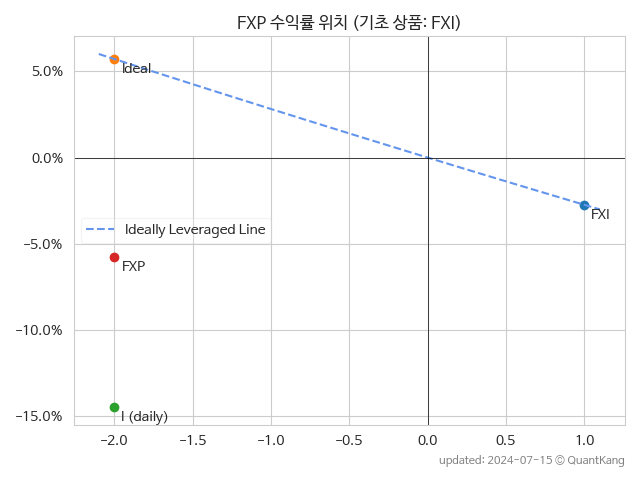 FXP 수익률 위치 (기초 상품: FXI)
5.0%
Ideal
0.0%
FXI
Ideally Leveraged Line
−5.0%
FXP
−10.0%
−15.0%
I (daily)
−2.0 −1.5 −1.0 −0.5 0.0 0.5 1.0
updated: 2024-07-15 © QuantKang